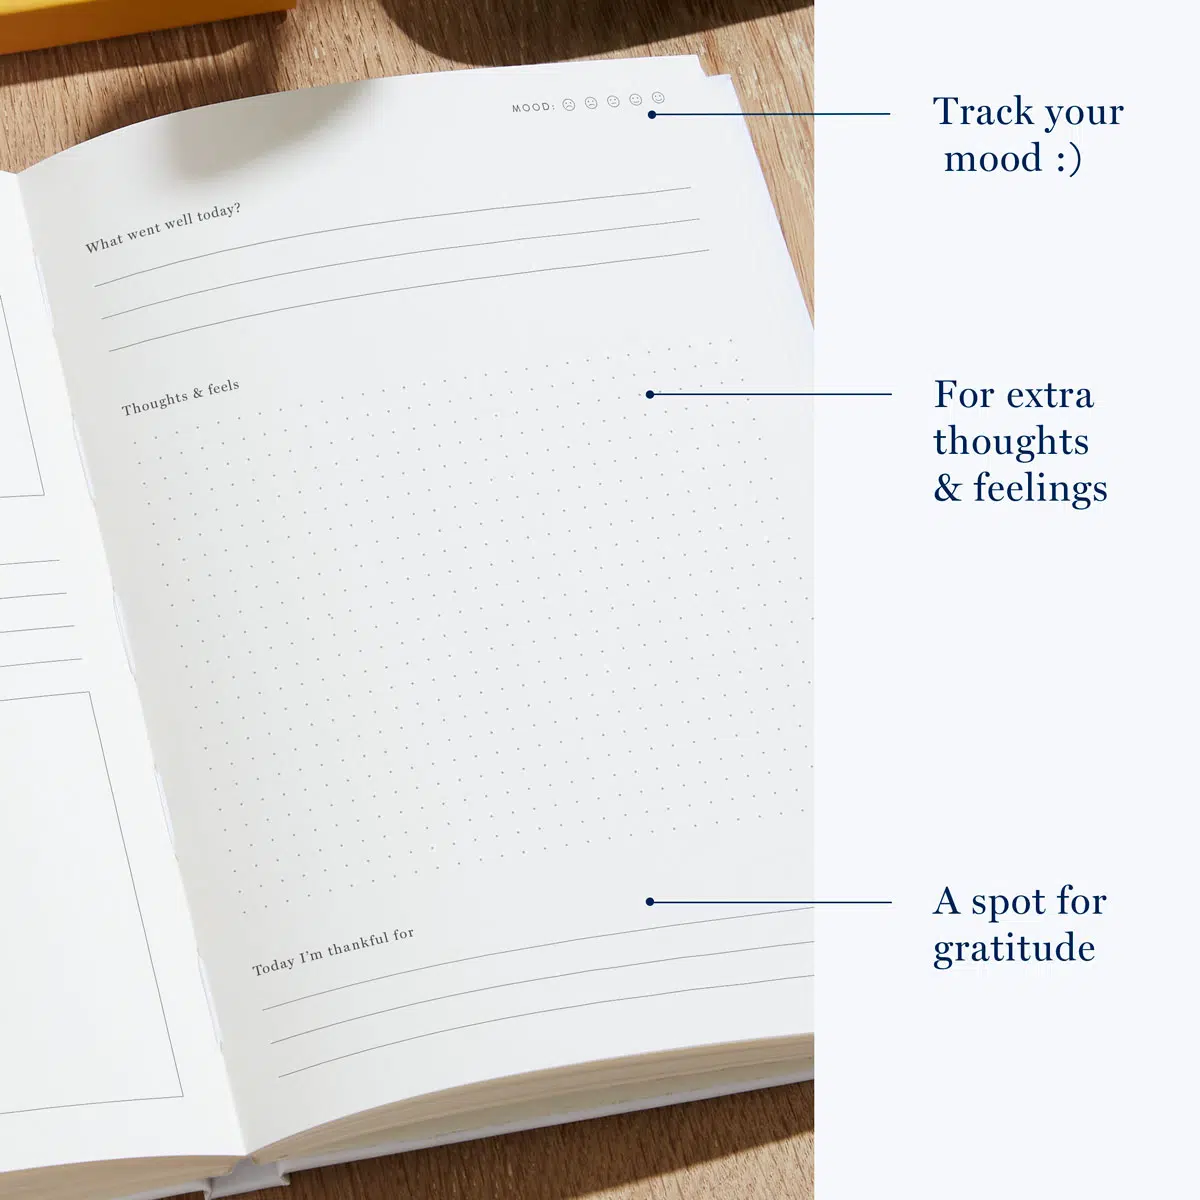 MOOD:
Track your
mood :)
What went well today?
Thoughts & feels
For extra
thoughts
& feelings
A spot for
gratitude
Today I'm thankful for